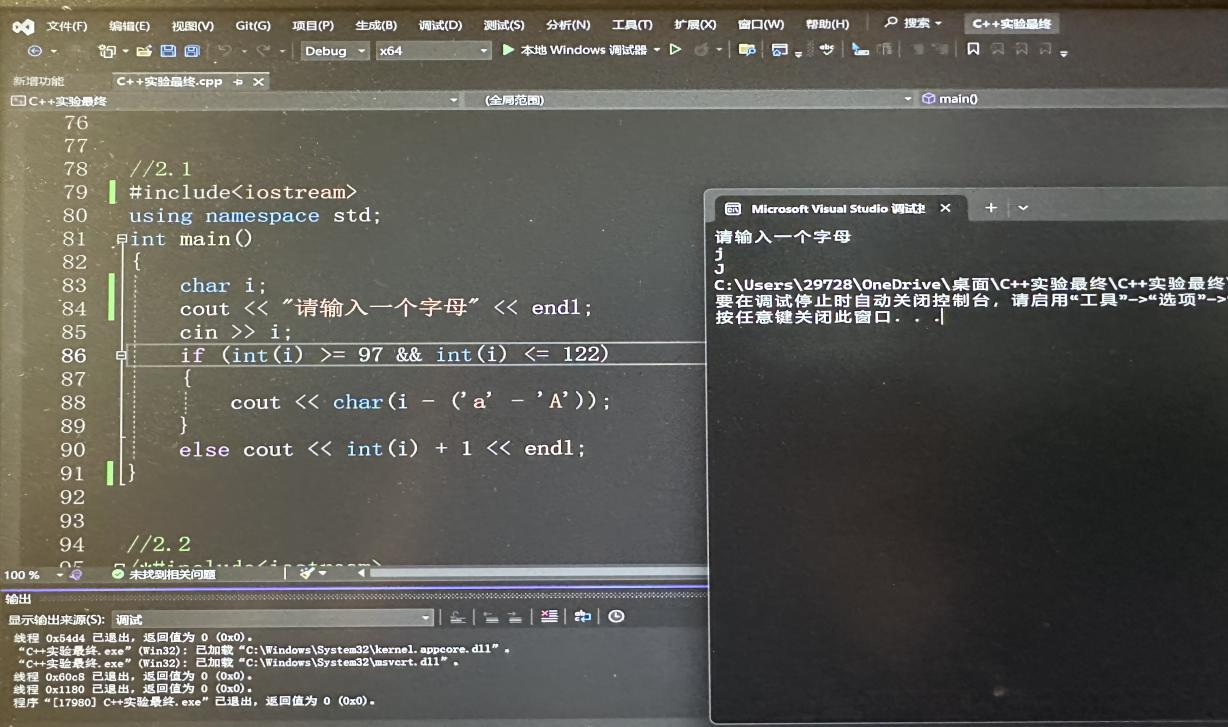 文件(F) 编辑(E) 视图(V) Git(G) 项目(P) 生成(B) 调试(D) 测试(S) 分析(N) 工具(T) 扩展(X) 窗口(W) 帮助(H) 搜索 C++实验最终
Debug x64 本地 Windows 调试器
新增功能 C++实验最终.cpp
C++实验最终 (全局范围) main()
76
77
78 //2.1
79 #include<iostream>
80 using namespace std;
81 int main()
82 {
83 char i;
84 cout << "请输入一个字母" << endl;
85 cin >> i;
86 if (int(i) >= 97 && int(i) <= 122)
87 {
88 cout << char(i - ('a' - 'A'));
89 }
90 else cout << int(i) + 1 << endl;
91 }
92
93
94 //2.2
100 % 未找到相关问题
输出
显示输出来源(S): 调试
线程 0x54d4 已退出，返回值为 0 (0x0)。
“C++实验最终.exe”(Win32): 已加载“C:\Windows\System32\kernel.appcore.dll”。
“C++实验最终.exe”(Win32): 已加载“C:\Windows\System32\msvcrt.dll”。
线程 0x60c8 已退出，返回值为 0 (0x0)。
线程 0x1180 已退出，返回值为 0 (0x0)。
程序“[17980] C++实验最终.exe”已退出，返回值为 0 (0x0)。
Microsoft Visual Studio 调试
请输入一个字母
j
J
C:\Users\29728\OneDrive\桌面\C++实验最终\C++实验最终\
要在调试停止时自动关闭控制台，请启用“工具”->“选项”->
按任意键关闭此窗口. . .